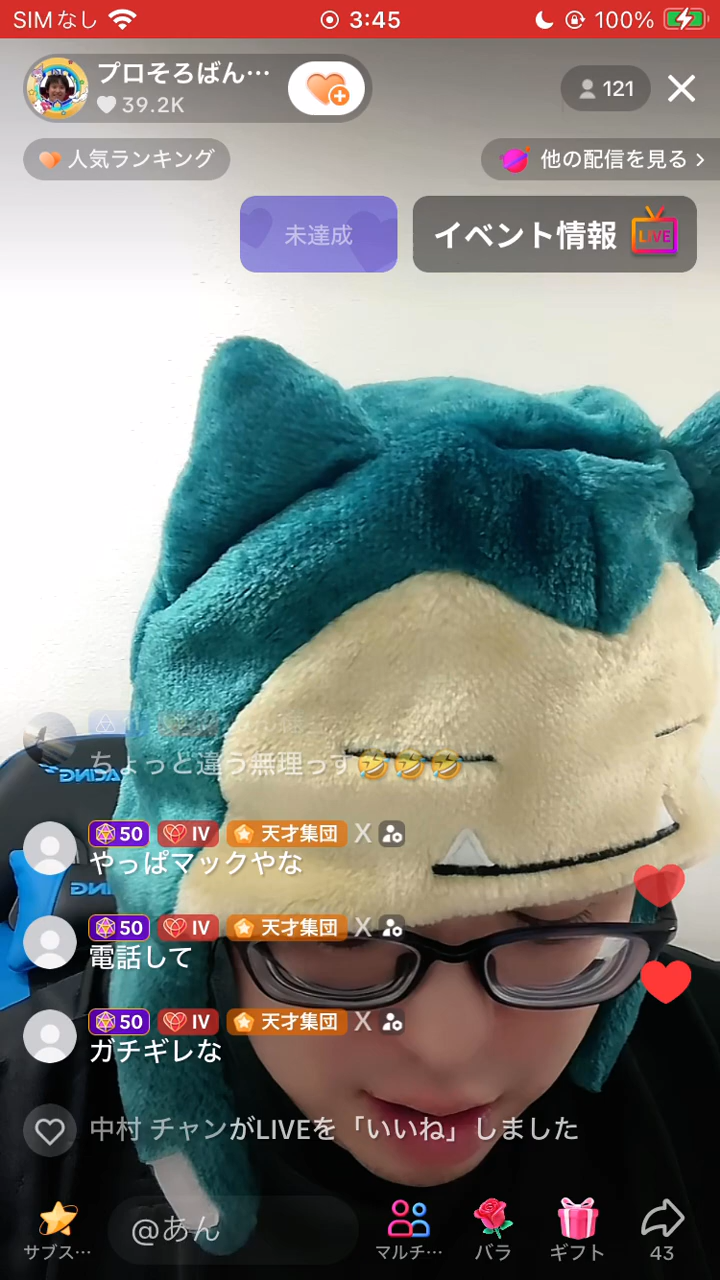 SIMなし 3:45 100%
プロそろばん…
39.2K
121
人気ランキング
他の配信を見る
未達成
イベント情報 LIVE
ちょっと違う無理っす🤣🤣🤣
50 IV 天才集団 X
やっぱマックやな
50 IV 天才集団 X
電話して
50 IV 天才集団 X
ガチギレな
中村 チャンがLIVEを「いいね」しました
@あん
サブス… マルチ… バラ ギフト 43